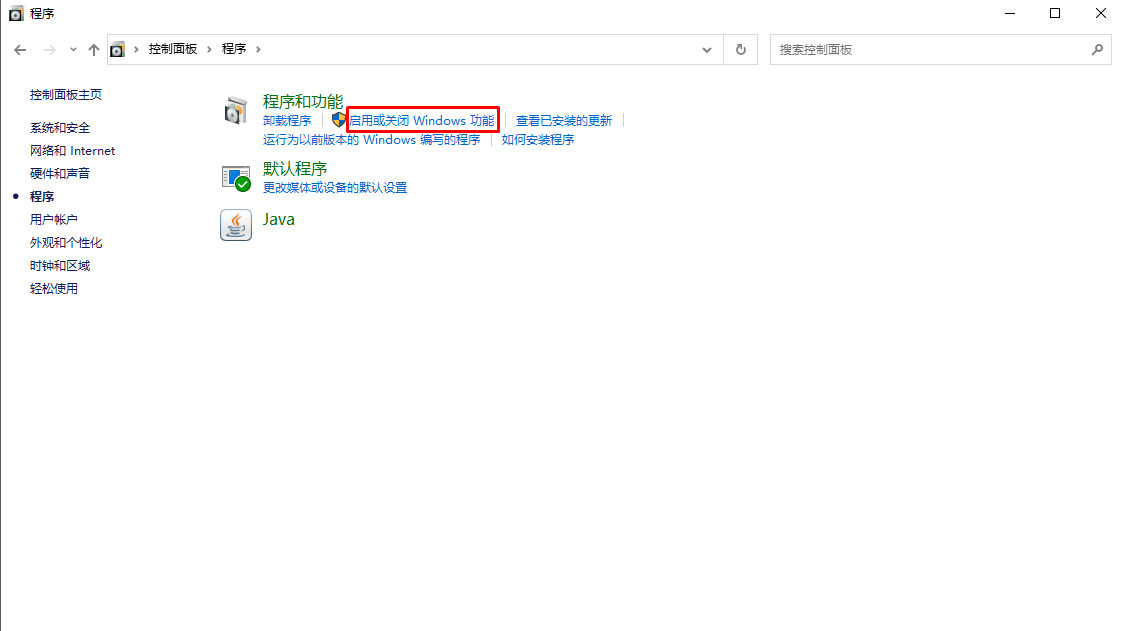 程序
控制面板 程序
搜索控制面板
控制面板主页
系统和安全
网络和 Internet
硬件和声音
程序
用户帐户
外观和个性化
时钟和区域
轻松使用
程序和功能
卸载程序 启用或关闭 Windows 功能 查看已安装的更新
运行为以前版本的 Windows 编写的程序 如何安装程序
默认程序
更改媒体或设备的默认设置
Java